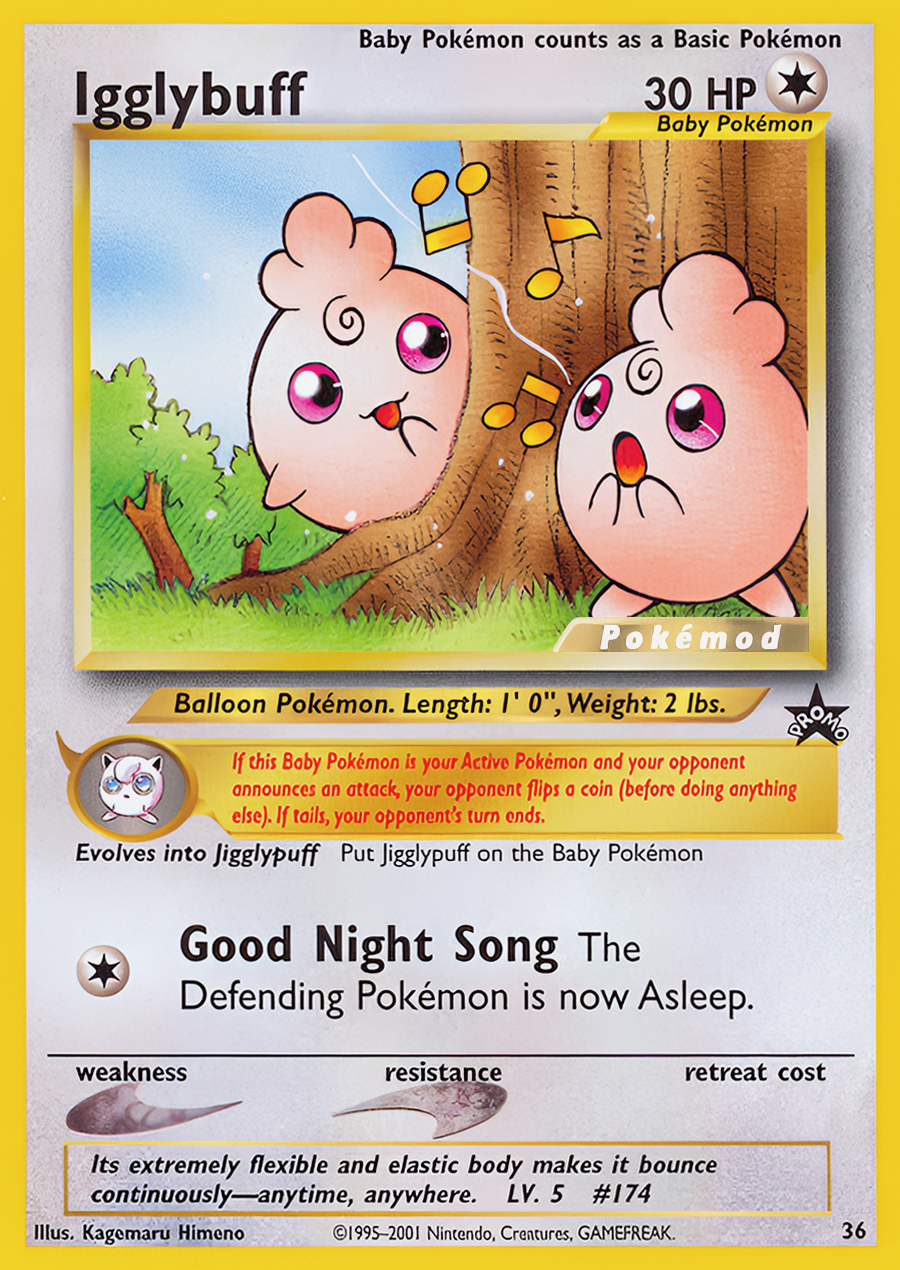 Baby Pokémon counts as a Basic Pokémon
Igglybuff
30 HP
Baby Pokémon
Pokémod
Balloon Pokémon. Length: 1' 0", Weight: 2 lbs.
PROMO
If this Baby Pokémon is your Active Pokémon and your opponent
announces an attack, your opponent flips a coin (before doing anything
else). If tails, your opponent's turn ends.
Evolves into Jigglypuff Put Jigglypuff on the Baby Pokémon
Good Night Song The
Defending Pokémon is now Asleep.
weakness
resistance
retreat cost
Its extremely flexible and elastic body makes it bounce
continuously—anytime, anywhere. LV. 5 #174
Illus. Kagemaru Himeno
©1995–2001 Nintendo, Creatures, GAMEFREAK.
36